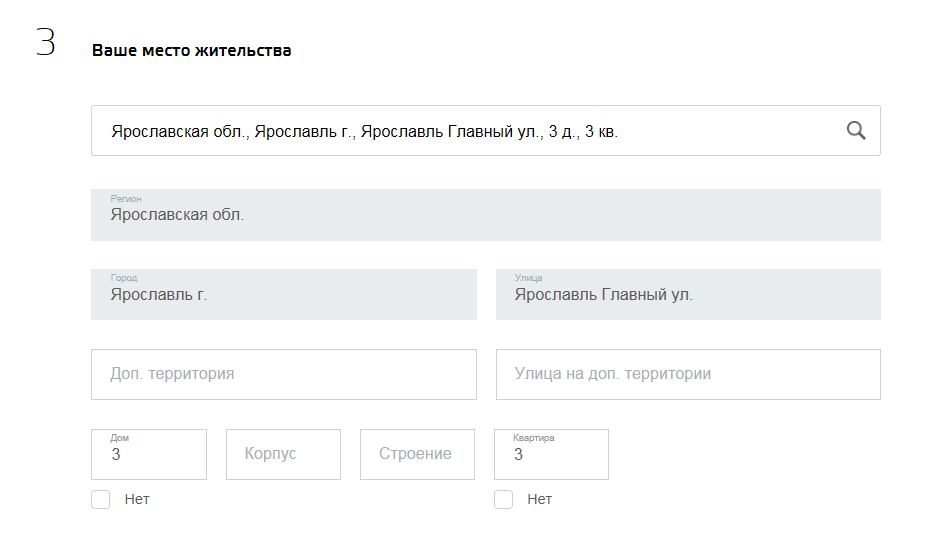 3
Ваше место жительства
Ярославская обл., Ярославль г., Ярославль Главный ул., 3 д., 3 кв.
Регион
Ярославская обл.
Город
Ярославль г.
Улица
Ярославль Главный ул.
Доп. территория
Улица на доп. территории
Дом
3
Корпус
Строение
Квартира
3
Нет
Нет